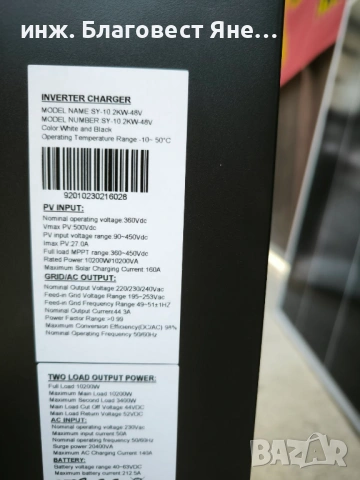 инж. Благовест Яне...
INVERTER CHARGER
MODEL NAME SY-10.2KW-48V
MODEL NUMBER SY-10.2KW-48V
Color White and Black
Operating Temperature Range -10~ 50°C
92010230216028
PV INPUT:
Nominal operating voltage 360Vdc
Vmax PV 500Vdc
PV input voltage range 90~450Vdc
Imax PV 27.0A
Full load MPPT range 360~450Vdc
Rated Power 10200W/10200VA
Maximum Solar Charging Current 160A
GRID/AC OUTPUT:
Nominal Output Voltage 220/230/240Vac
Feed-in Grid Voltage Range 195~253Vac
Feed-in Grid Frequency Range 49~51±1HZ
Nominal Output Current 44.3A
Power Factor Range >0.99
Maximum Conversion Efficiency(DC/AC) 98%
Nominal Operating Frequency 50/60Hz
TWO LOAD OUTPUT POWER:
Full Load 10200W
Maximum Main Load 10200W
Maximum Second Load 3400W
Main Load Cut Off Voltage 44VDC
Main Load Return Voltage 52VDC
AC INPUT:
Nominal operating voltage 230Vac
Maximum input current 50A
Nominal operating frequency 50/60Hz
Surge power 20400VA
Maximum AC Charging Current 140A
BATTERY:
Battery voltage range 40~63VDC
Maximum battery current 212.5A
BAZAR